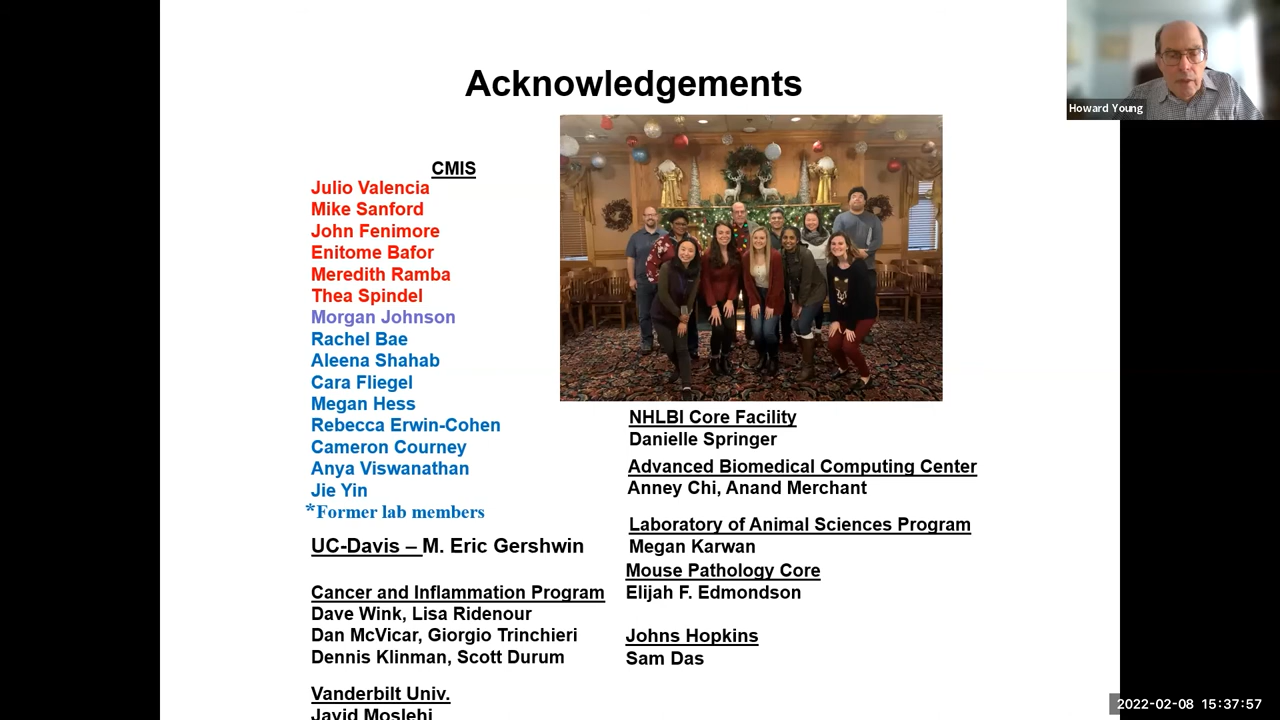 Acknowledgements
Howard Young
CMIS
Julio Valencia
Mike Sanford
John Fenimore
Enitome Bafor
Meredith Ramba
Thea Spindel
Morgan Johnson
Rachel Bae
Aleena Shahab
Cara Fliegel
Megan Hess
Rebecca Erwin-Cohen
Cameron Courney
Anya Viswanathan
Jie Yin
*Former lab members
UC-Davis – M. Eric Gershwin
Cancer and Inflammation Program
Dave Wink, Lisa Ridenour
Dan McVicar, Giorgio Trinchieri
Dennis Klinman, Scott Durum
Vanderbilt Univ.
Javid Moslehi
NHLBI Core Facility
Danielle Springer
Advanced Biomedical Computing Center
Anney Chi, Anand Merchant
Laboratory of Animal Sciences Program
Megan Karwan
Mouse Pathology Core
Elijah F. Edmondson
Johns Hopkins
Sam Das
2022-02-08 15:37:57